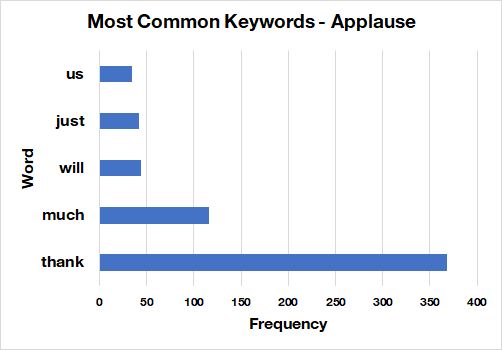 Most Common Keywords - Applause
us
just
will
much
thank
Word
0 50 100 150 200 250 300 350 400
Frequency